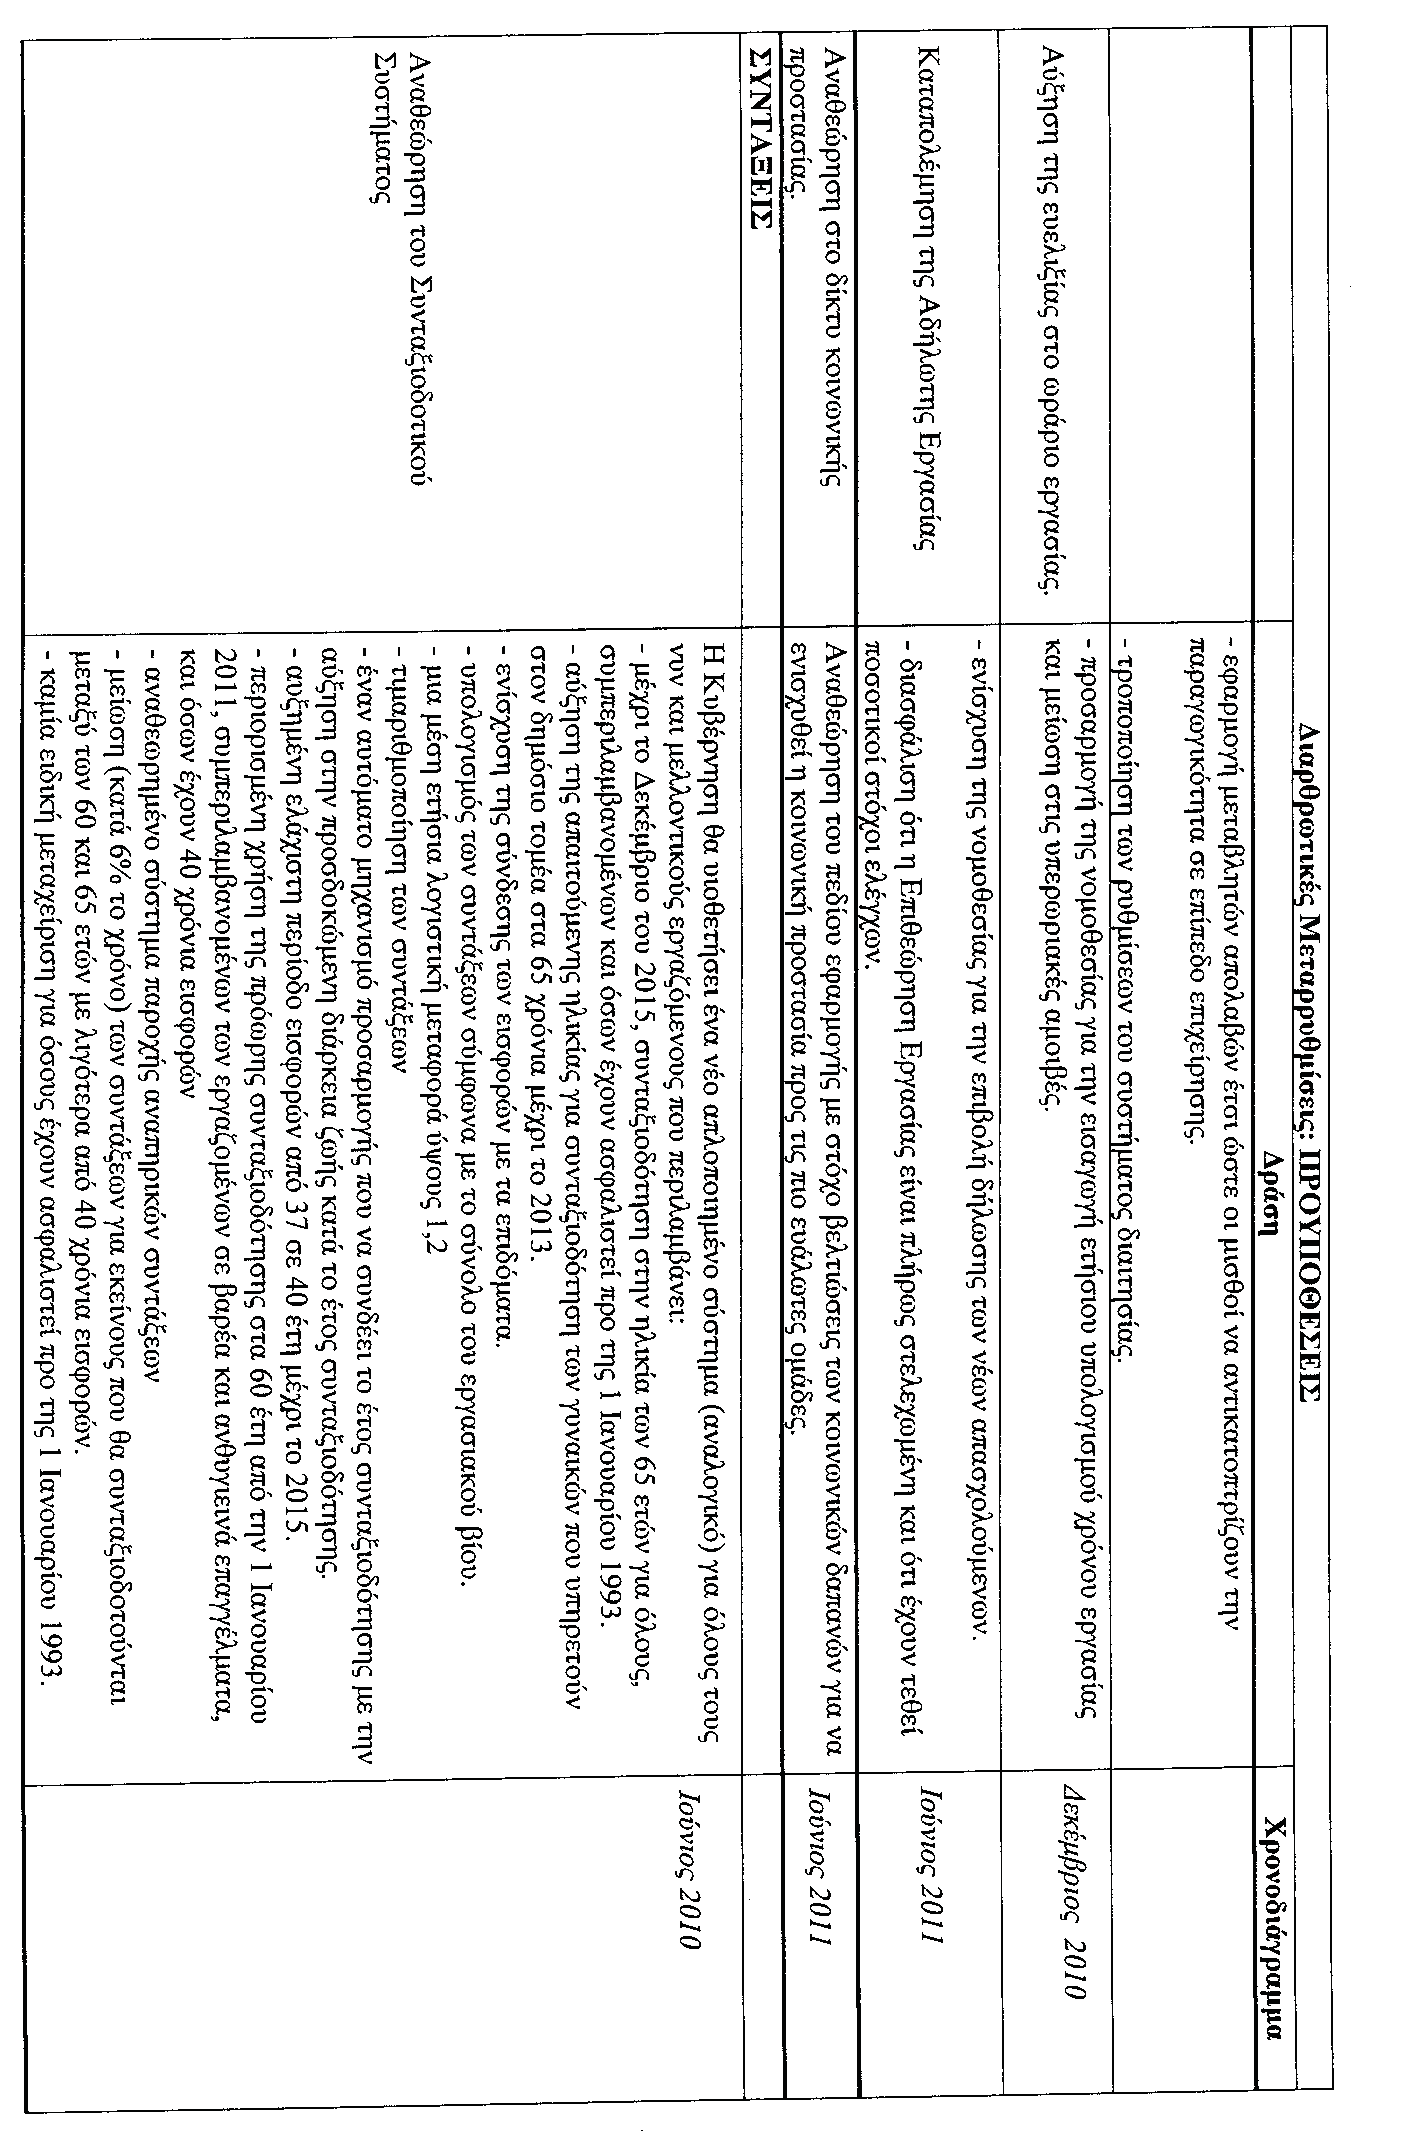 Διαρθρωτικές Μεταρρυθμίσεις: ΠΡΟΥΠΟΘΕΣΕΙΣ
Δράση
Χρονοδιάγραμμα
- εφαρμογή μεταβλητών απολαβών έτσι ώστε οι μισθοί να αντικατοπτρίζουν την
παραγωγικότητα σε επίπεδο επιχείρησης.
- τροποποίηση των ρυθμίσεων του συστήματος διαιτησίας.
Αύξηση της ευελιξίας στο ωράριο εργασίας.
- προσαρμογή της νομοθεσίας για την εισαγωγή ετήσιου υπολογισμού χρόνου εργασίας
και μείωση στις υπερωριακές αμοιβές.
Δεκέμβριος 2010
Καταπολέμηση της Αδήλωτης Εργασίας
- ενίσχυση της νομοθεσίας για την επιβολή δήλωσης των νέων απασχολούμενων.
- διασφάλιση ότι η Επιθεώρηση Εργασίας είναι πλήρως στελεχομένη και ότι έχουν τεθεί
ποσοτικοί στόχοι ελέγχων.
Ιούνιος 2011
Αναθεώρηση στο δίκτυ κοινωνικής
προστασίας.
Αναθεώρηση του πεδίου εφαρμογής με στόχο βελτιώσεις των κοινωνικών δαπανών για να
ενισχυθεί η κοινωνική προστασία προς τις πιο ευάλωτες ομάδες.
Ιούνιος 2011
ΣΥΝΤΑΞΕΙΣ
Αναθεώρηση του Συνταξιοδοτικού
Συστήματος
Η Κυβέρνηση θα υιοθετήσει ένα νέο απλοποιημένο σύστημα (αναλογικό) για όλους τους
νυν και μελλοντικούς εργαζόμενους που περιλαμβάνει:
- μέχρι το Δεκέμβριο του 2015, συνταξιοδότηση στην ηλικία των 65 ετών για όλους,
συμπεριλαμβανομένων και όσων έχουν ασφαλιστεί προ της 1 Ιανουαρίου 1993.
- αύξηση της απαιτούμενης ηλικίας για συνταξιοδότηση των γυναικών που υπηρετούν
στον δημόσιο τομέα στα 65 χρόνια μέχρι το 2013.
- ενίσχυση της σύνδεσης των εισφορών με τα επιδόματα.
- υπολογισμός των συντάξεων σύμφωνα με το σύνολο του εργασιακού βίου.
- μια μέση ετήσια λογιστική μεταφορά ύψους 1,2
- τιμαριθμοποίηση των συντάξεων
- έναν αυτόματο μηχανισμό προσαρμογής που να συνδέει το έτος συνταξιοδότησης με την
αύξηση στην προσδοκώμενη διάρκεια ζωής κατά το έτος συνταξιοδότησης.
- αυξημένη ελάχιστη περίοδο εισφορών από 37 σε 40 έτη μέχρι το 2015.
- περιορισμένη χρήση της πρόωρης συνταξιοδότησης στα 60 έτη από την 1 Ιανουαρίου
2011, συμπεριλαμβανομένων των εργαζομένων σε βαρέα και ανθυγιεινά επαγγέλματα,
και όσων έχουν 40 χρόνια εισφορών
- αναθεωρημένο σύστημα παροχής αναπηρικών συντάξεων
- μείωση (κατά 6% το χρόνο) των συντάξεων για εκείνους που θα συνταξιοδοτούνται
μεταξύ των 60 και 65 ετών με λιγότερα από 40 χρόνια εισφορών.
- καμία ειδική μεταχείριση για όσους έχουν ασφαλιστεί προ της 1 Ιανουαρίου 1993.
Ιούνιος 2010